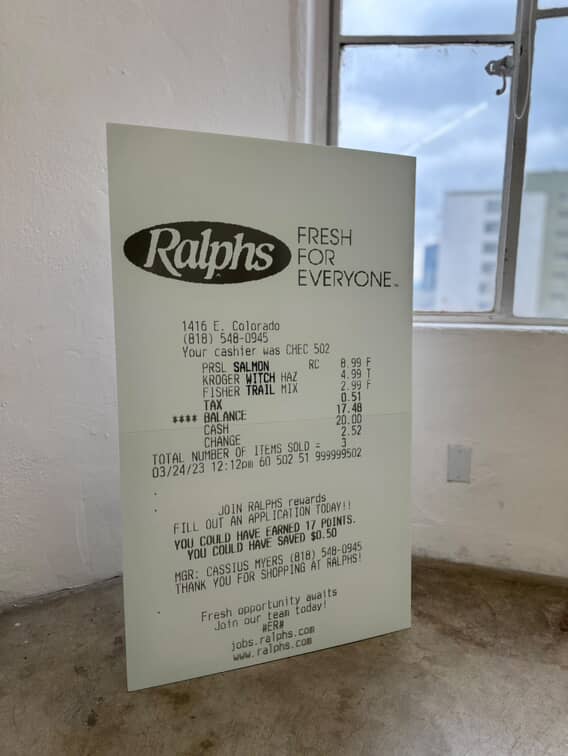 Ralphs
FRESH
FOR
EVERYONE™
1416 E. Colorado
(818) 548-0945
Your cashier was CHEC 502
PRSL SALMON RC 8.99 F
KROGER WITCH HAZ 4.99 T
FISHER TRAIL MIX 2.99 F
TAX 0.51
**** BALANCE 17.48
CASH 20.00
CHANGE 2.52
TOTAL NUMBER OF ITEMS SOLD = 3
03/24/23 12:12pm 60 502 51 999999502
JOIN RALPHS rewards
FILL OUT AN APPLICATION TODAY!!
YOU COULD HAVE EARNED 17 POINTS.
YOU COULD HAVE SAVED $0.50
MGR: CASSIUS MYERS (818) 548-0945
THANK YOU FOR SHOPPING AT RALPHS!
Fresh opportunity awaits
Join our team today!
#ER#
jobs.ralphs.com
www.ralphs.com